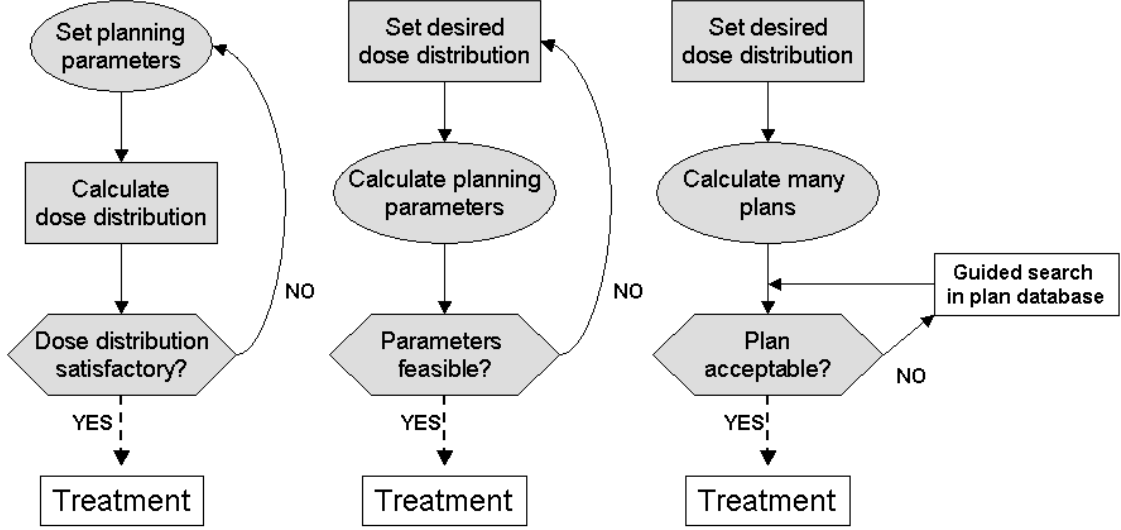 Set planning
parameters
Calculate
dose distribution
NO
Dose distribution
satisfactory?
YES
Treatment
Set desired
dose distribution
Calculate planning
parameters
NO
Parameters
feasible?
YES
Treatment
Set desired
dose distribution
Calculate many
plans
Guided search
in plan database
Plan
acceptable?
NO
YES
Treatment